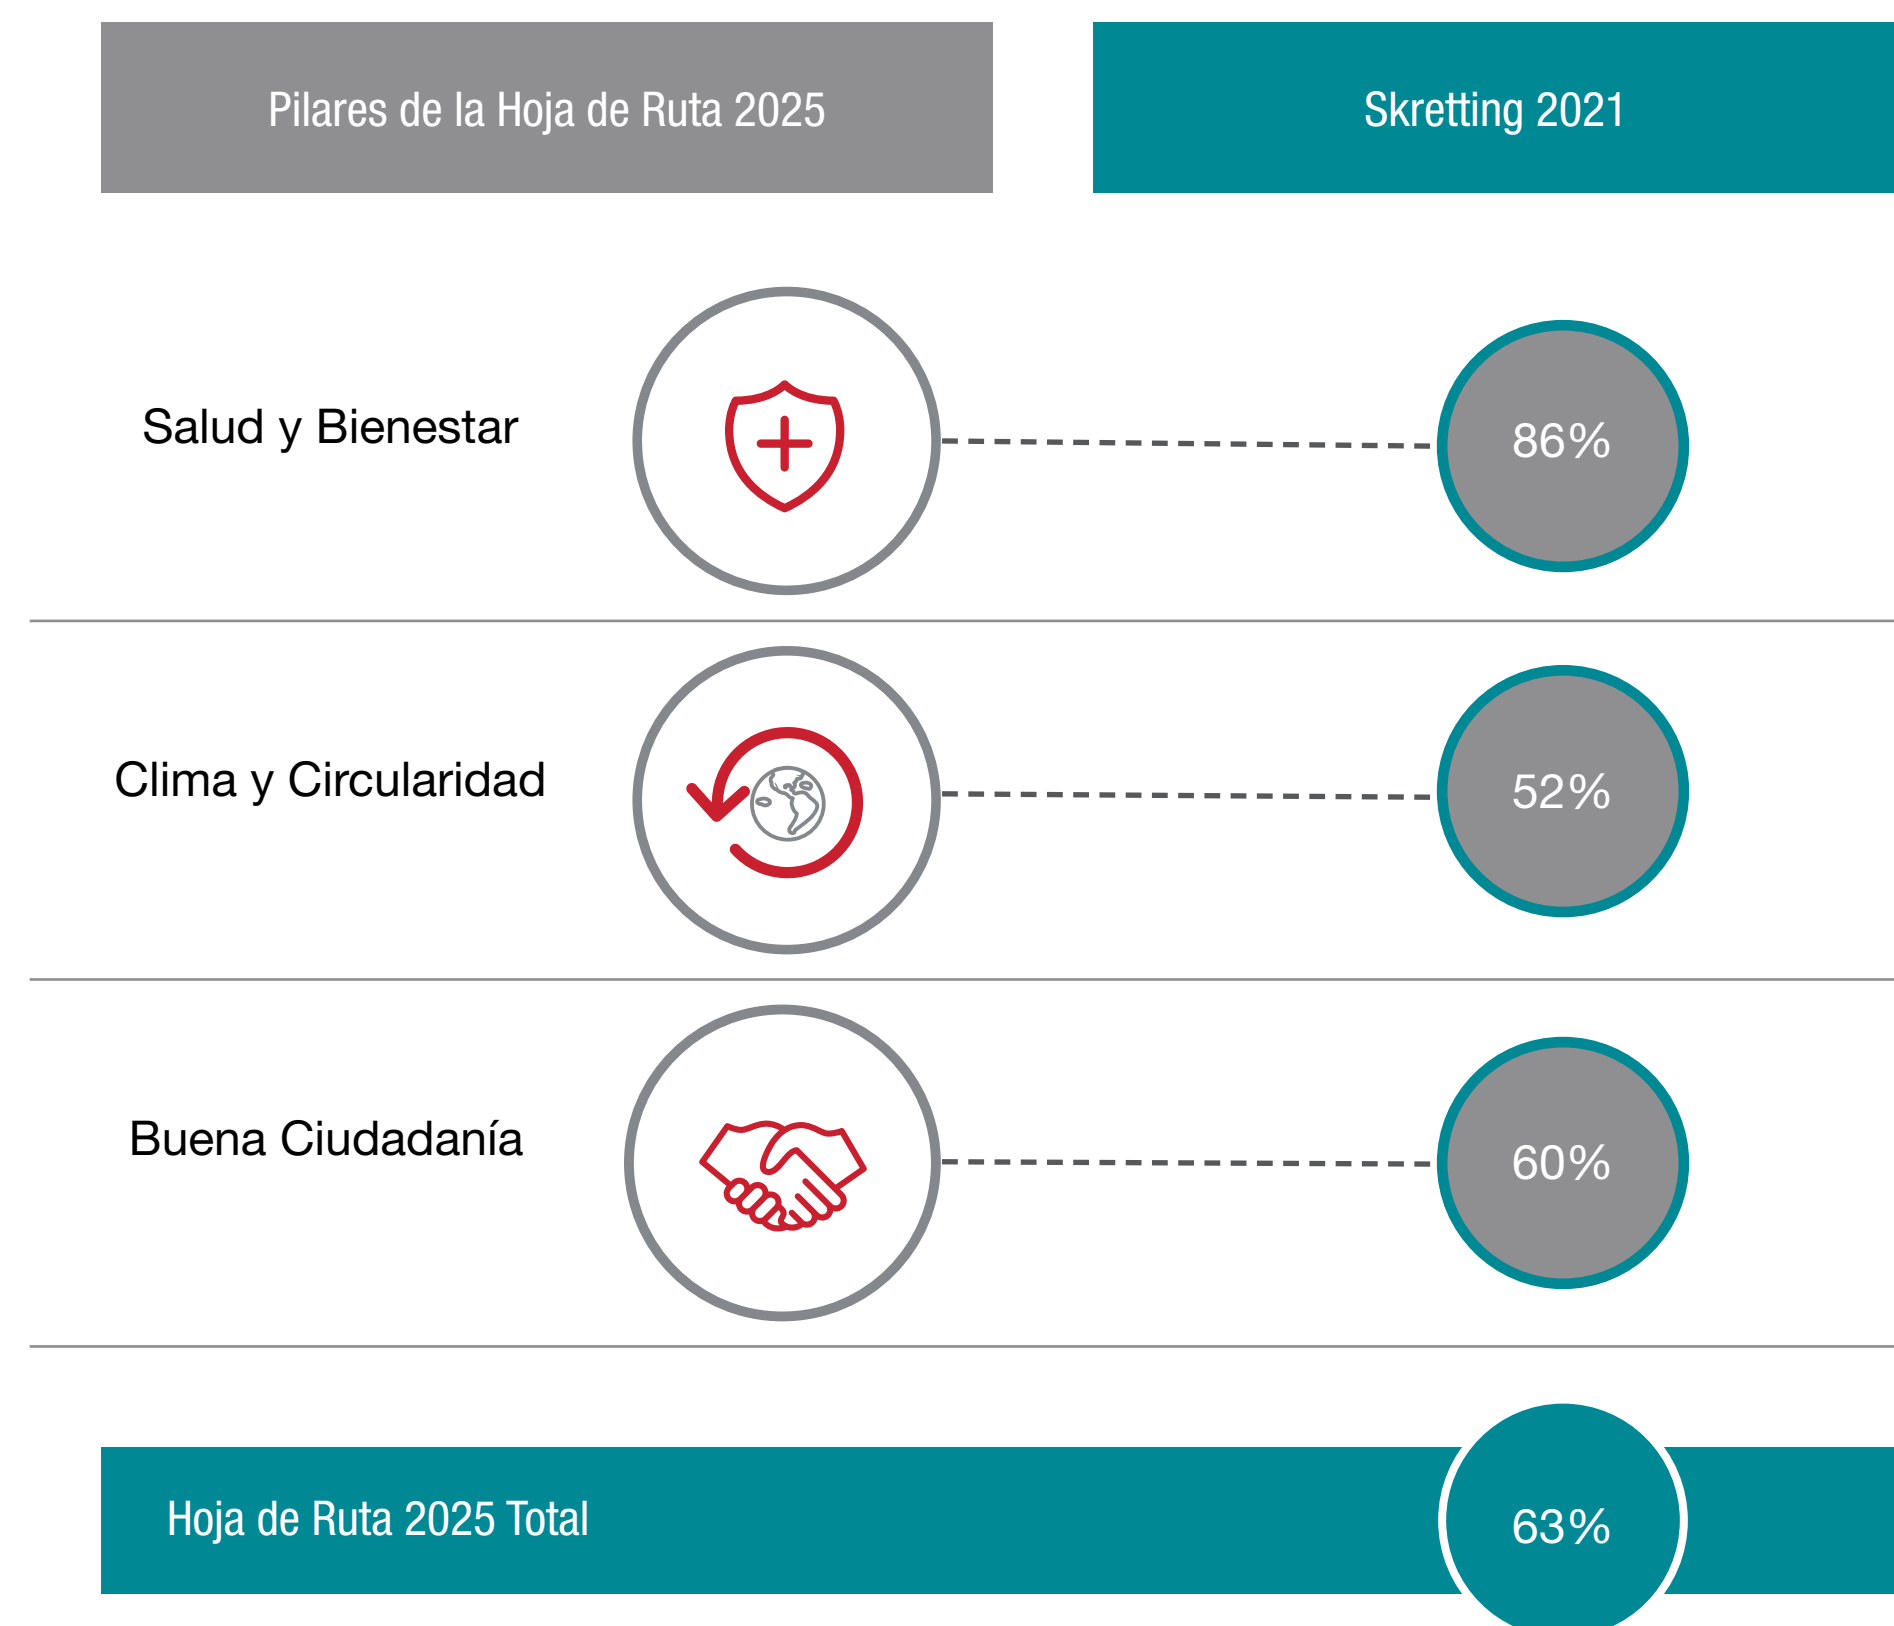 Pilares de la Hoja de Ruta 2025
Skretting 2021
Salud y Bienestar
86%
Clima y Circularidad
52%
Buena Ciudadanía
60%
Hoja de Ruta 2025 Total
63%